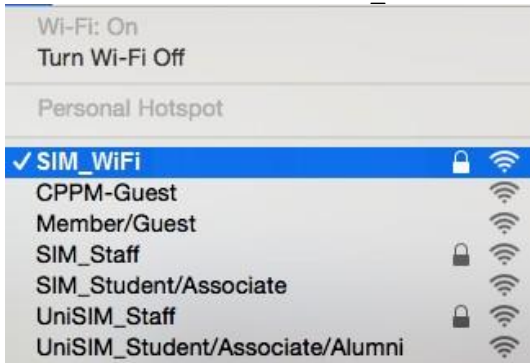 Wi-Fi: On
Turn Wi-Fi Off
Personal Hotspot
✓ SIM_WiFi
CPPM-Guest
Member/Guest
SIM_Staff
SIM_Student/Associate
UniSIM_Staff
UniSIM_Student/Associate/Alumni